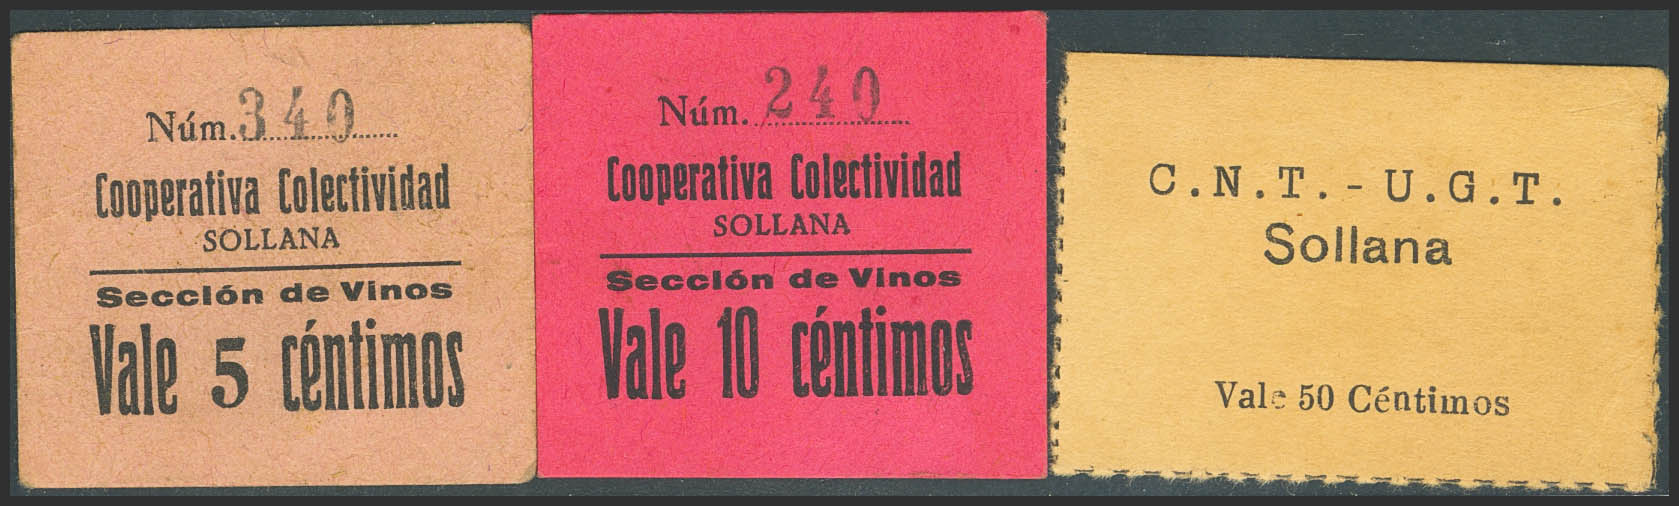 Núm. 340
Cooperativa Colectividad
SOLLANA
Sección de Vinos
Vale 5 céntimos
Núm. 240
Cooperativa Colectividad
SOLLANA
Sección de Vinos
Vale 10 céntimos
C.N.T. - U.G.T.
Sollana
Vale 50 Céntimos